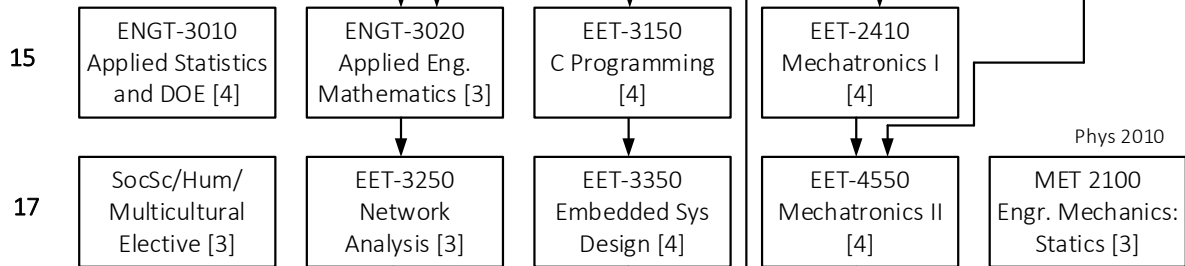 15
ENGT-3010
Applied Statistics
and DOE [4]
ENGT-3020
Applied Eng.
Mathematics [3]
EET-3150
C Programming
[4]
EET-2410
Mechatronics I
[4]
Phys 2010
17
SocSc/Hum/
Multicultural
Elective [3]
EET-3250
Network
Analysis [3]
EET-3350
Embedded Sys
Design [4]
EET-4550
Mechatronics II
[4]
MET 2100
Engr. Mechanics:
Statics [3]